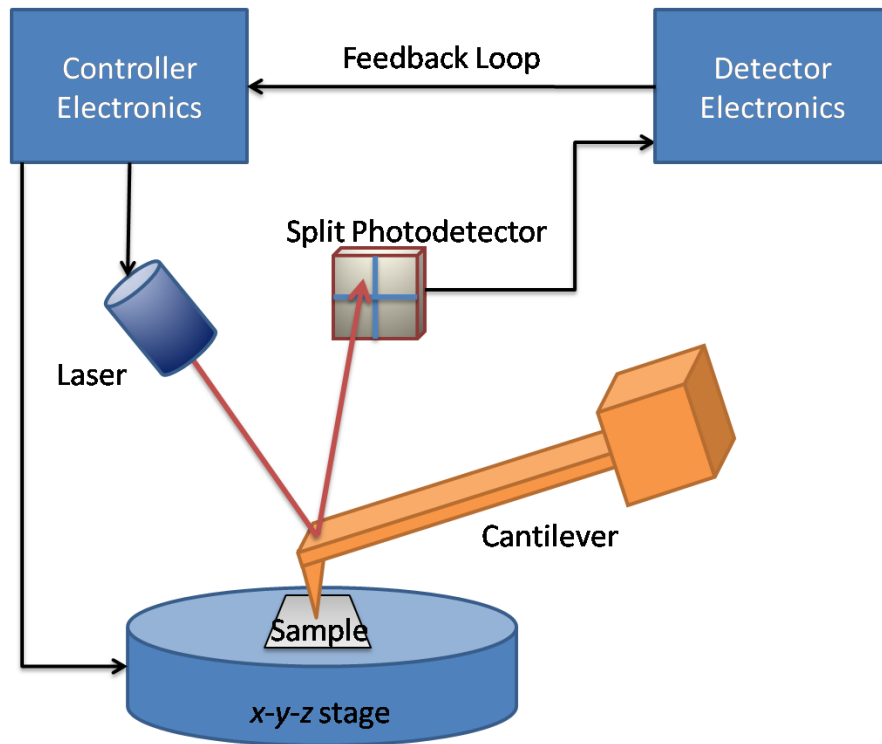 Controller
Electronics
Feedback Loop
Detector
Electronics
Split Photodetector
Laser
Cantilever
Sample
x-y-z stage